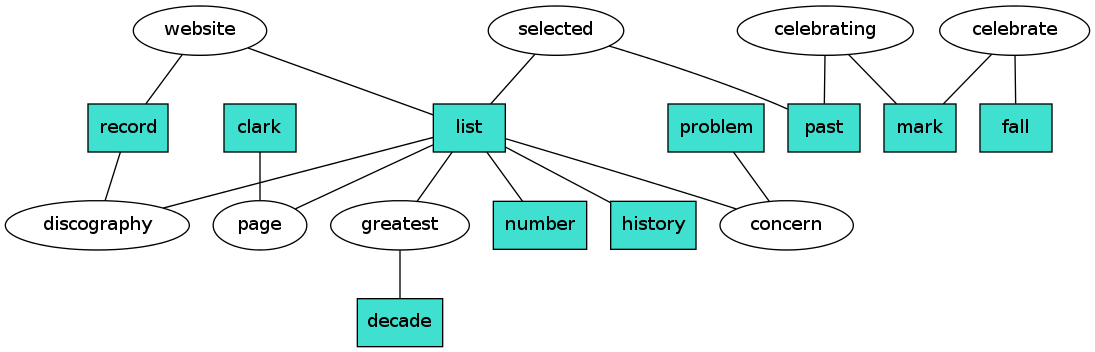 website
selected
celebrating
celebrate
record
clark
list
problem
past
mark
fall
discography
page
greatest
number
history
concern
decade